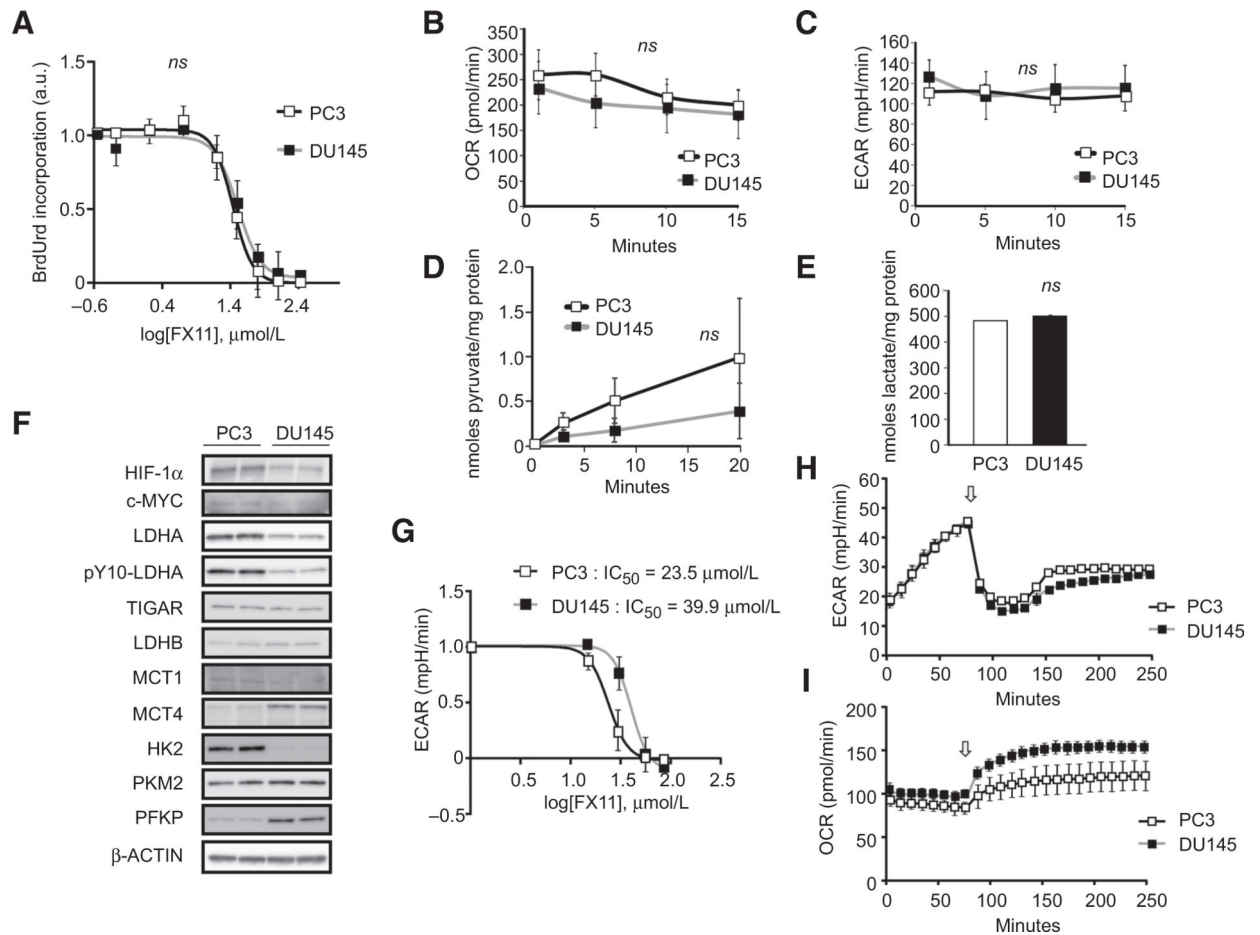 A
ns
1.5
1.0
0.5
0
BrdUrd incorporation (a.u.)
PC3
DU145
–0.6
0.4
1.4
2.4
log[FX11], μmol/L
B
ns
350
300
250
200
150
100
50
0
OCR (pmol/min)
PC3
DU145
0
5
10
15
Minutes
C
ns
160
140
120
100
80
60
40
20
0
ECAR (mpH/min)
PC3
DU145
0
5
10
15
Minutes
D
2.0
1.5
1.0
0.5
0
nmoles pyruvate/mg protein
PC3
DU145
ns
0
5
10
15
20
Minutes
E
ns
600
500
400
300
200
100
0
nmoles lactate/mg protein
PC3
DU145
F
PC3
DU145
HIF-1α
c-MYC
LDHA
pY10-LDHA
TIGAR
LDHB
MCT1
MCT4
HK2
PKM2
PFKP
β-ACTIN
G
PC3 : IC50 = 23.5 μmol/L
DU145 : IC50 = 39.9 μmol/L
1.5
1.0
0.5
0
–0.5
ECAR (mpH/min)
0.5
1.0
1.5
2.0
2.5
log[FX11], μmol/L
H
60
50
40
30
20
10
0
ECAR (mpH/min)
PC3
DU145
0
50
100
150
200
250
Minutes
I
200
150
100
50
0
OCR (pmol/min)
PC3
DU145
0
50
100
150
200
250
Minutes